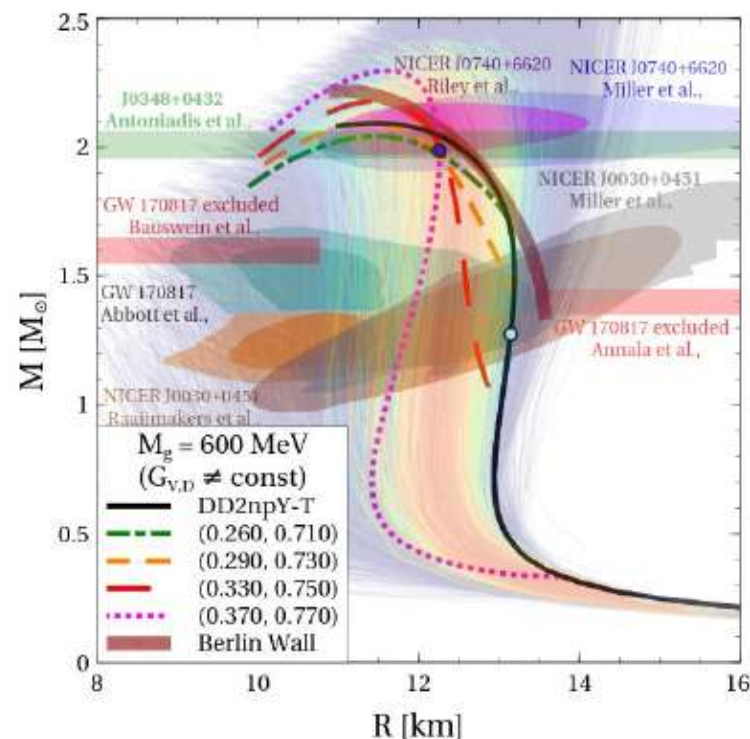 2.5
2
1.5
1
0.5
0
M [M⊙]
NICER J0740+6620
Riley et al.,
NICER J0740+6620
Miller et al.,
J0348+0432
Antoniadis et al.,
NICER J0030+0451
Miller et al.,
GW 170817 excluded
Bauswein et al.,
GW 170817
Abbott et al.,
GW 170817 excluded
Annala et al.,
NICER J0030+0451
Raaijmakers et al.,
M_g = 600 MeV
(G_V,D ≠ const)
DD2npY-T
(0.260, 0.710)
(0.290, 0.730)
(0.330, 0.750)
(0.370, 0.770)
Berlin Wall
8 10 12 14 16
R [km]